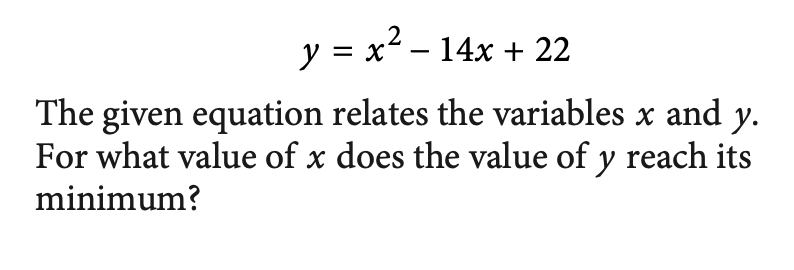 y = x² – 14x + 22
The given equation relates the variables x and y.
For what value of x does the value of y reach its
minimum?